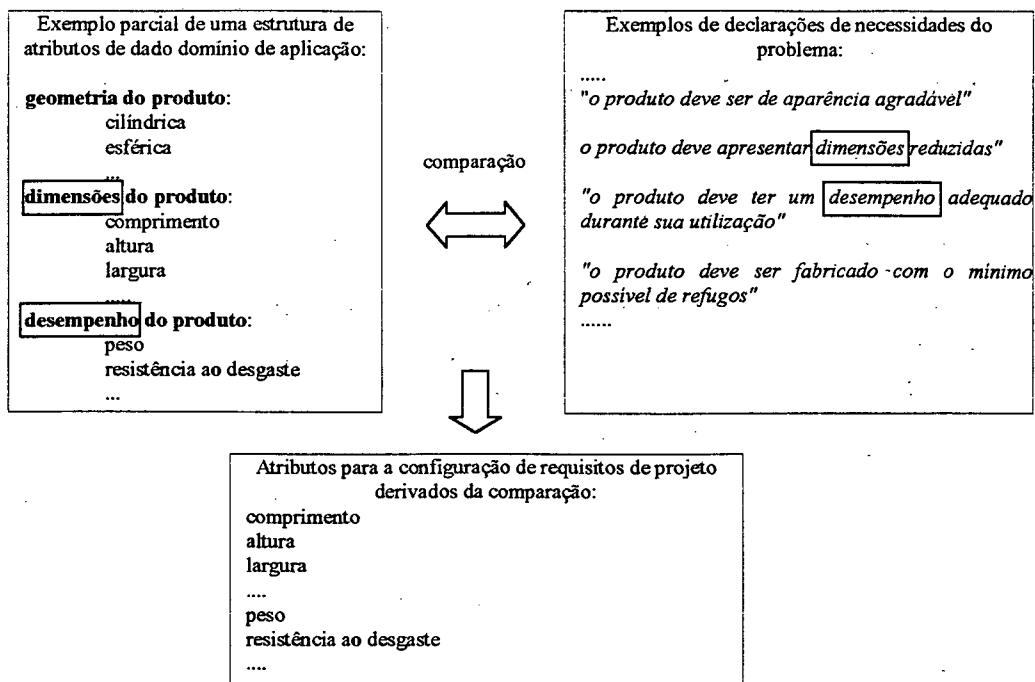 Exemplo parcial de uma estrutura de
atributos de dado domínio de aplicação:
geometria do produto:
cilíndrica
esférica
...
dimensões do produto:
comprimento
altura
largura
.....
desempenho do produto:
peso
resistência ao desgaste
...
comparação
Exemplos de declarações de necessidades do
problema:
.....
"o produto deve ser de aparência agradável"
o produto deve apresentar dimensões reduzidas"
"o produto deve ter um desempenho adequado
durante sua utilização"
"o produto deve ser fabricado com o mínimo
possível de refugos"
......
Atributos para a configuração de requisitos de projeto
derivados da comparação:
comprimento
altura
largura
....
peso
resistência ao desgaste
....